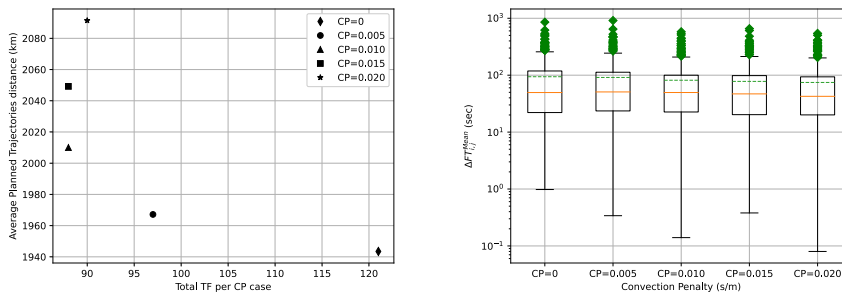 2080
2060
2040
2020
2000
1980
1960
1940
Average Planned Trajectories distance (km)
90
95
100
105
110
115
120
Total TF per CP case
CP=0
CP=0.005
CP=0.010
CP=0.015
CP=0.020
10³
10²
10¹
10⁰
10⁻¹
ΔFT_{i,j}^{Mean} (sec)
CP=0
CP=0.005
CP=0.010
CP=0.015
CP=0.020
Convection Penalty (s/m)